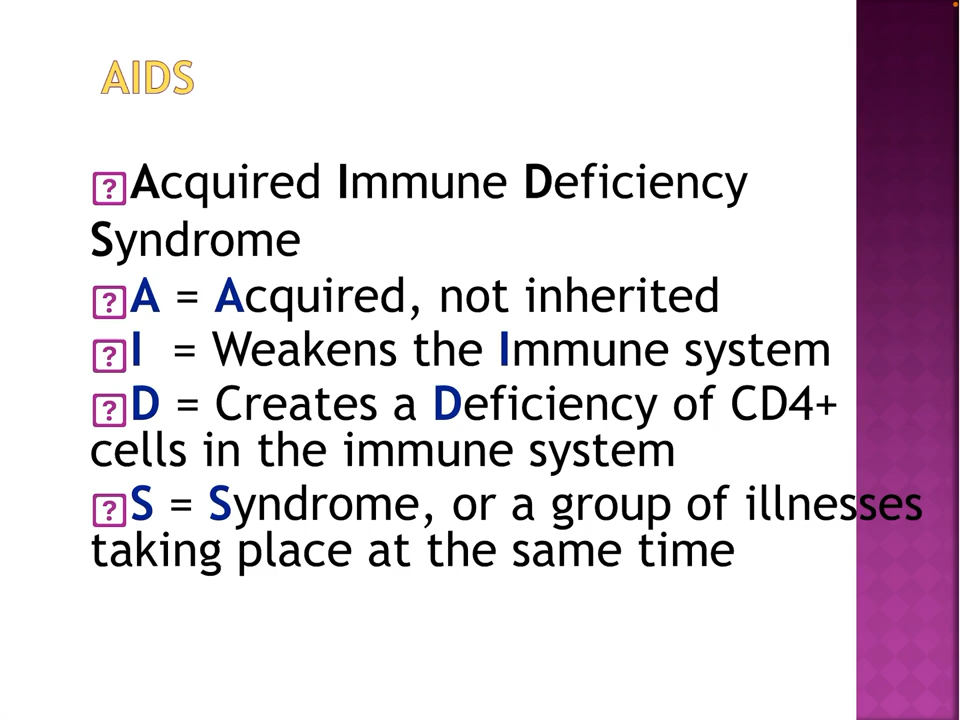 AIDS
Acquired Immune Deficiency
Syndrome
A = Acquired, not inherited
I = Weakens the Immune system
D = Creates a Deficiency of CD4+
cells in the immune system
S = Syndrome, or a group of illnesses
taking place at the same time